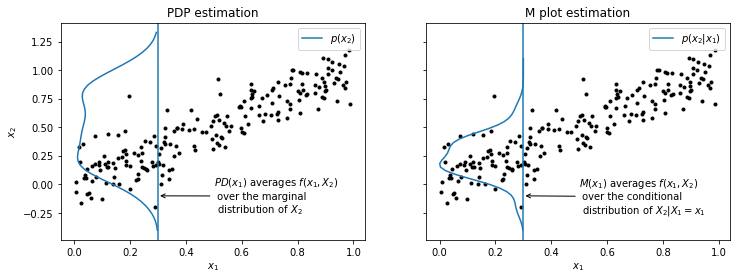 PDP estimation
M plot estimation
p(x₂)
p(x₂|x₁)
1.25
1.00
0.75
0.50
0.25
0.00
−0.25
x₂
PD(x₁) averages f(x₁, X₂)
over the marginal
distribution of X₂
M(x₁) averages f(x₁, X₂)
over the conditional
distribution of X₂|X₁ = x₁
0.0 0.2 0.4 0.6 0.8 1.0
0.0 0.2 0.4 0.6 0.8 1.0
x₁
x₁